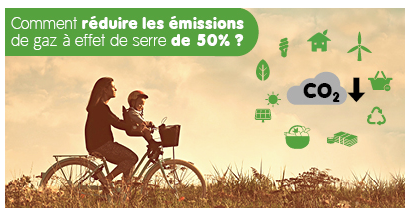 Comment réduire les émissions
de gaz à effet de serre de 50% ?
CO₂